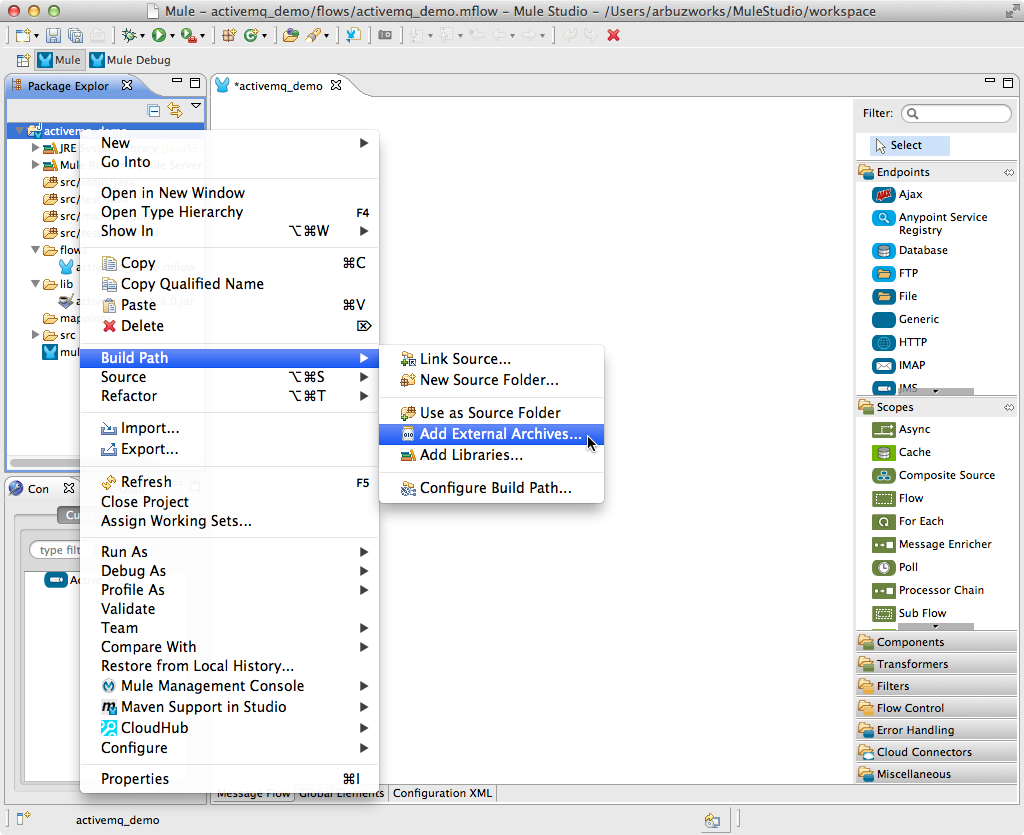 Mule – activemq_demo/flows/activemq_demo.mflow – Mule Studio – /Users/arbuzworks/MuleStudio/workspace
Mule
Mule Debug
Package Explor
activemq_demo
JRE
Mule
src/
src/
src/
src/
flows
lib
src
mul
Con
type filt
New
Go Into
Open in New Window
Open Type Hierarchy F4
Show In ⌥⌘W
Copy ⌘C
Copy Qualified Name
Paste ⌘V
Delete ⌦
Build Path
Source ⌥⌘S
Refactor ⌥⌘T
Import...
Export...
Refresh F5
Close Project
Assign Working Sets...
Run As
Debug As
Profile As
Validate
Team
Compare With
Restore from Local History...
Mule Management Console
Maven Support in Studio
CloudHub
Configure
Properties ⌘I
Link Source...
New Source Folder...
Use as Source Folder
Add External Archives...
Add Libraries...
Configure Build Path...
*activemq_demo
Filter:
Select
Endpoints
Ajax
Anypoint Service
Registry
Database
FTP
File
Generic
HTTP
IMAP
JMS
Scopes
Async
Cache
Composite Source
Flow
For Each
Message Enricher
Poll
Processor Chain
Sub Flow
Components
Transformers
Filters
Flow Control
Error Handling
Cloud Connectors
Miscellaneous
Message Flow
Global Elements
Configuration XML
activemq_demo